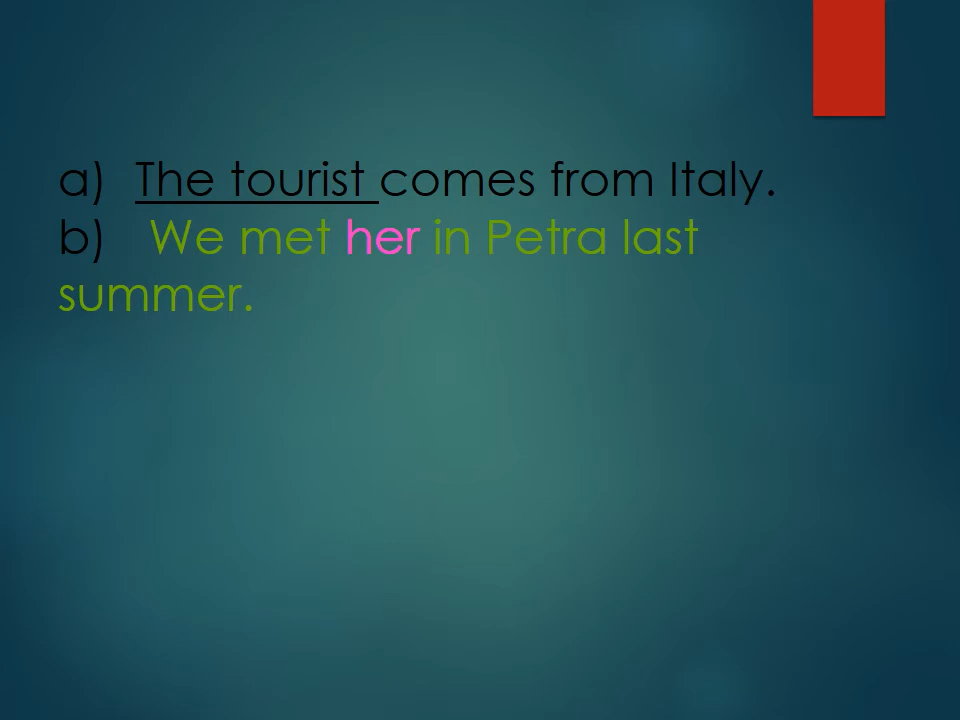 a) The tourist comes from Italy.
b) We met her in Petra last
summer.